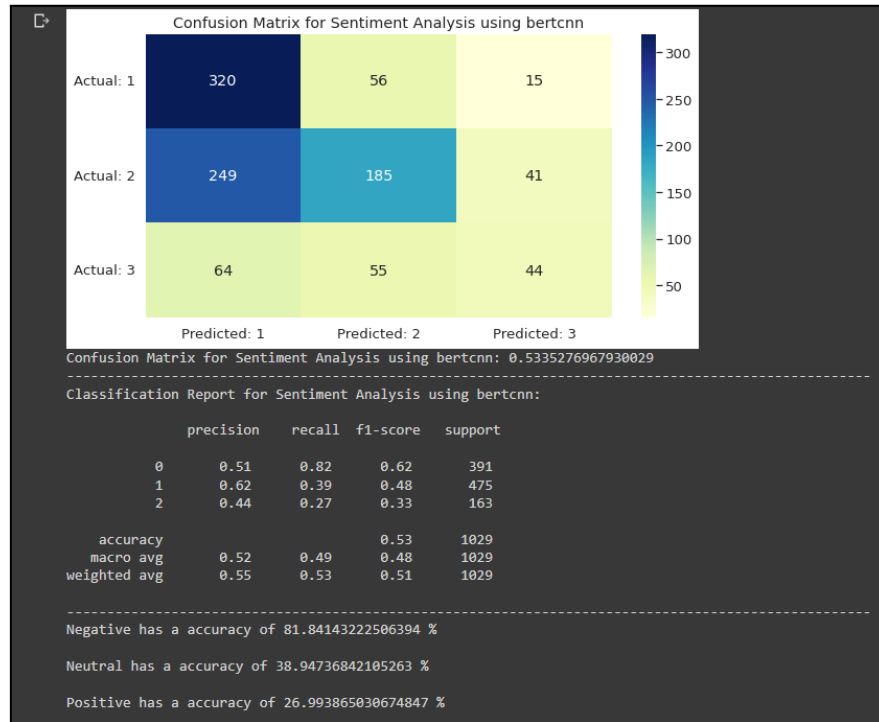 Confusion Matrix for Sentiment Analysis using bertcnn
Actual: 1 320 56 15
Actual: 2 249 185 41
Actual: 3 64 55 44
Predicted: 1 Predicted: 2 Predicted: 3
300
250
200
150
100
50
Confusion Matrix for Sentiment Analysis using bertcnn: 0.5335276967930029
--------------------------------------------------------------------------------------------------
Classification Report for Sentiment Analysis using bertcnn:
precision recall f1-score support
0 0.51 0.82 0.62 391
1 0.62 0.39 0.48 475
2 0.44 0.27 0.33 163
accuracy 0.53 1029
macro avg 0.52 0.49 0.48 1029
weighted avg 0.55 0.53 0.51 1029
--------------------------------------------------------------------------------------------------
Negative has a accuracy of 81.84143222506394 %
Neutral has a accuracy of 38.94736842105263 %
Positive has a accuracy of 26.993865030674847 %